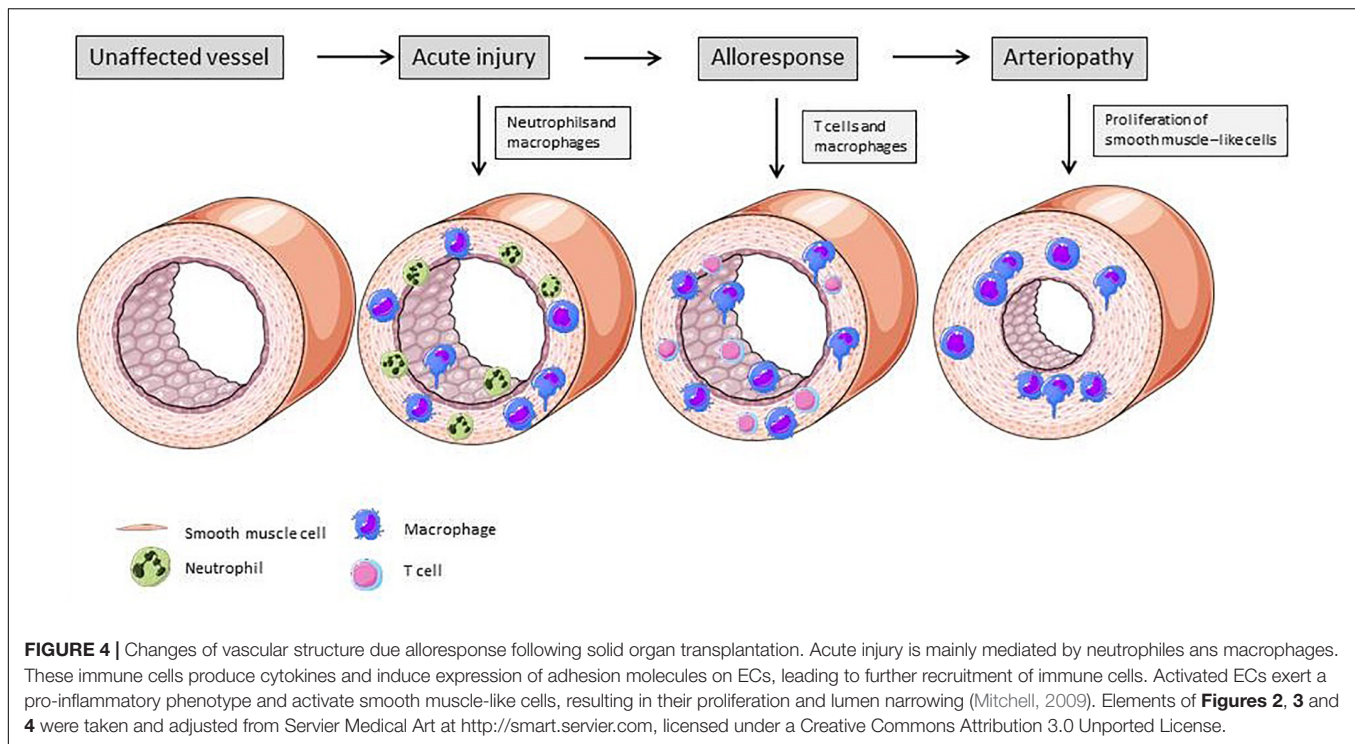 Unaffected vessel
Acute injury
Alloresponse
Arteriopathy
Neutrophils and
macrophages
T cells and
macrophages
Proliferation of
smooth muscle–like cells
Smooth muscle cell
Macrophage
Neutrophil
T cell
FIGURE 4 | Changes of vascular structure due alloresponse following solid organ transplantation. Acute injury is mainly mediated by neutrophiles ans macrophages.
These immune cells produce cytokines and induce expression of adhesion molecules on ECs, leading to further recruitment of immune cells. Activated ECs exert a
pro-inflammatory phenotype and activate smooth muscle-like cells, resulting in their proliferation and lumen narrowing (Mitchell, 2009). Elements of Figures 2, 3 and
4 were taken and adjusted from Servier Medical Art at http://smart.servier.com, licensed under a Creative Commons Attribution 3.0 Unported License.